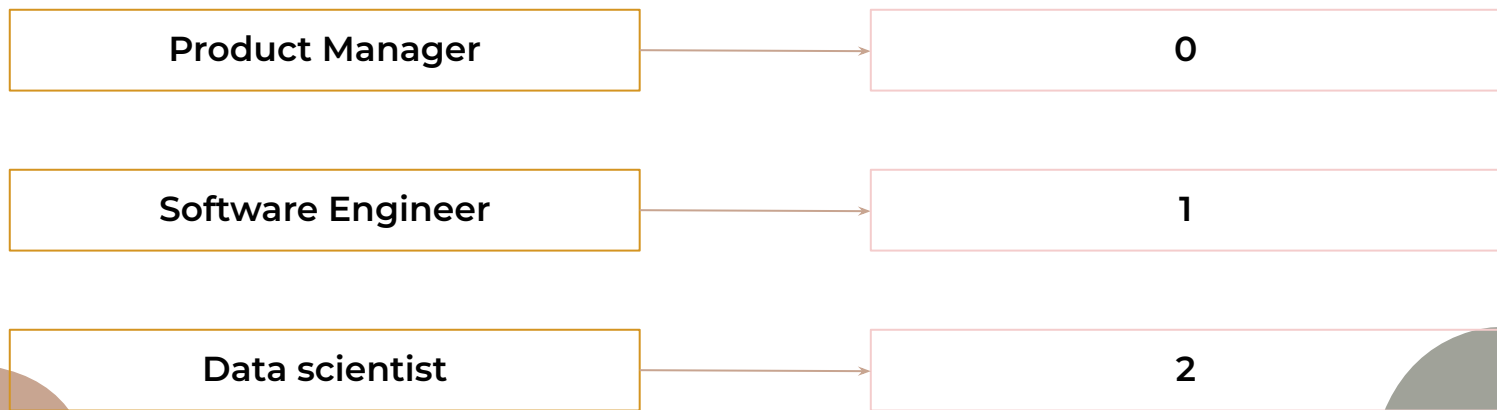 Product Manager
0
Software Engineer
1
Data scientist
2